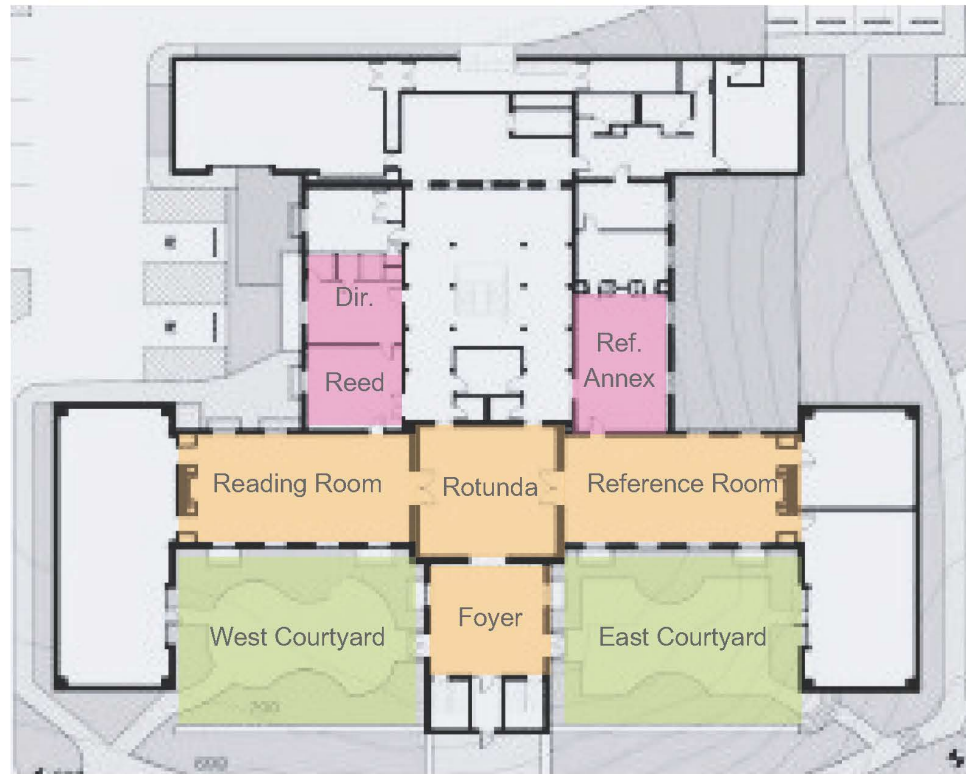 Dir.
Reed
Ref.
Annex
Reading Room
Rotunda
Reference Room
West Courtyard
Foyer
East Courtyard